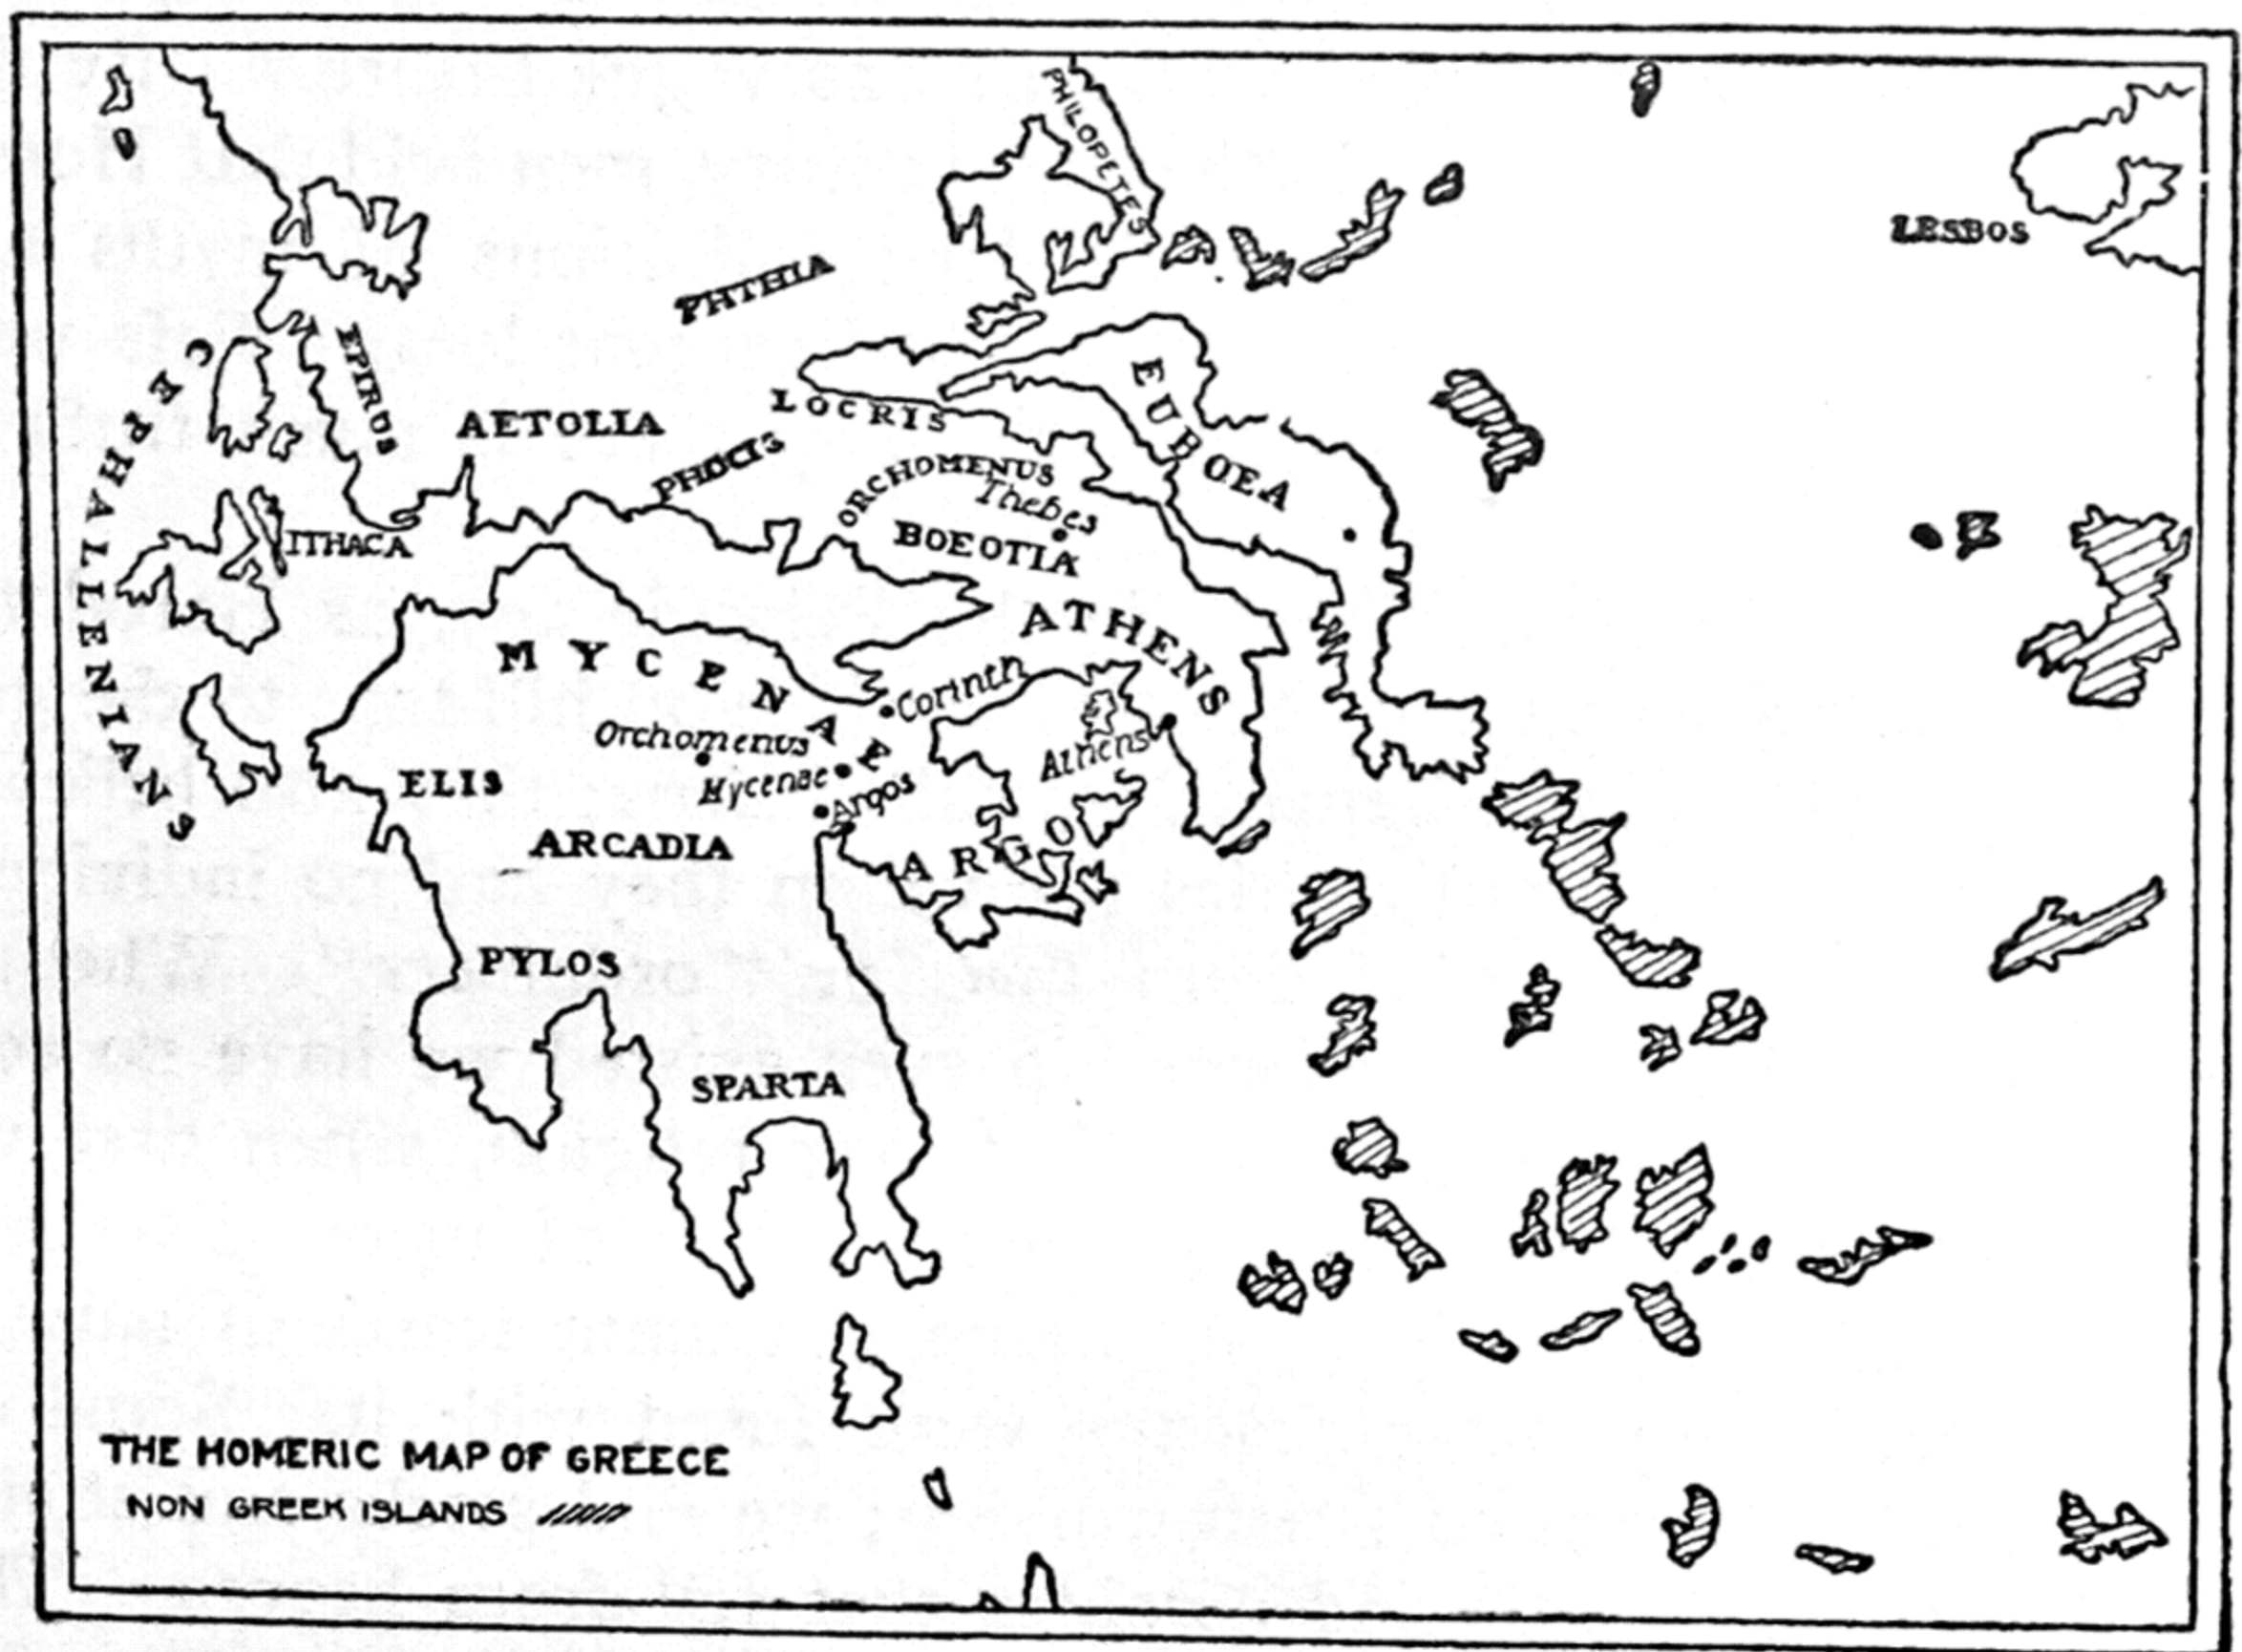 PHILOPETES
LESBOS
PHTHIA
CEPHALLENIANS
EPIRUS
AETOLIA
LOCRIS
EUBOEA
PHOCIS
ORCHOMENUS
Thebes
BOEOTIA
ITHACA
ATHENS
MYCENAE
Corinth
Orchomenus
Athens
Mycenae
ELIS
Argos
ARCADIA
ARGO
PYLOS
SPARTA
THE HOMERIC MAP OF GREECE
NON GREEK ISLANDS